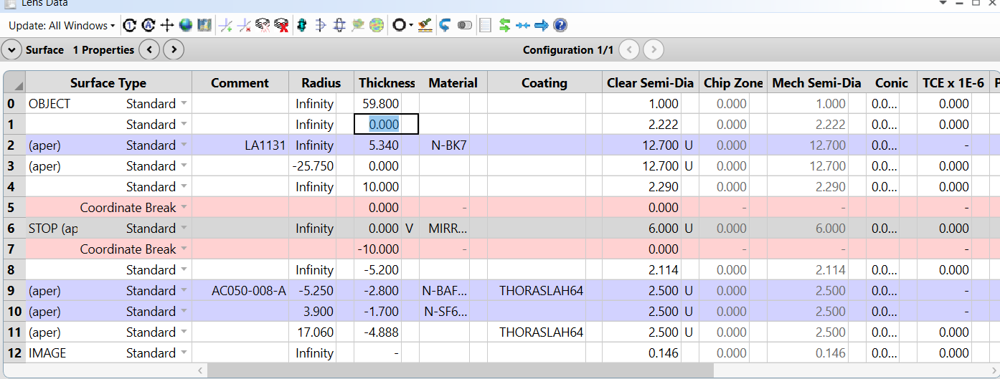 Lens Data
Update: All Windows
Surface 1 Properties Configuration 1/1
Surface Type Comment Radius Thickness Material Coating Clear Semi-Dia Chip Zone Mech Semi-Dia Conic TCE x 1E-6 P
0 OBJECT Standard Infinity 59.800 1.000 0.000 1.000 0.0... 0.000
1 Standard Infinity 0.000 2.222 0.000 2.222 0.0... 0.000
2 (aper) Standard LA1131 Infinity 5.340 N-BK7 12.700 U 0.000 12.700 0.0... -
3 (aper) Standard -25.750 0.000 12.700 U 0.000 12.700 0.0... 0.000
4 Standard Infinity 10.000 2.290 0.000 2.290 0.0... 0.000
5 Coordinate Break 0.000 - 0.000 - - -
6 STOP (ap Standard Infinity 0.000 V MIRR... 6.000 U 0.000 6.000 0.0... 0.000
7 Coordinate Break -10.000 - 0.000 - - -
8 Standard Infinity -5.200 2.114 0.000 2.114 0.0... 0.000
9 (aper) Standard AC050-008-A -5.250 -2.800 N-BAF... THORASLAH64 2.500 U 0.000 2.500 0.0... -
10 (aper) Standard 3.900 -1.700 N-SF6... 2.500 U 0.000 2.500 0.0... -
11 (aper) Standard 17.060 -4.888 THORASLAH64 2.500 U 0.000 2.500 0.0... 0.000
12 IMAGE Standard Infinity - 0.146 0.000 0.146 0.0... 0.000